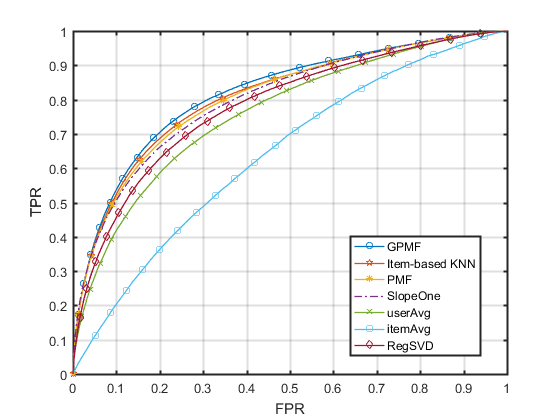 1
0.9
0.8
0.7
0.6
0.5
0.4
0.3
0.2
0.1
0
TPR
GPMF
Item-based KNN
PMF
SlopeOne
userAvg
itemAvg
RegSVD
0 0.1 0.2 0.3 0.4 0.5 0.6 0.7 0.8 0.9 1
FPR